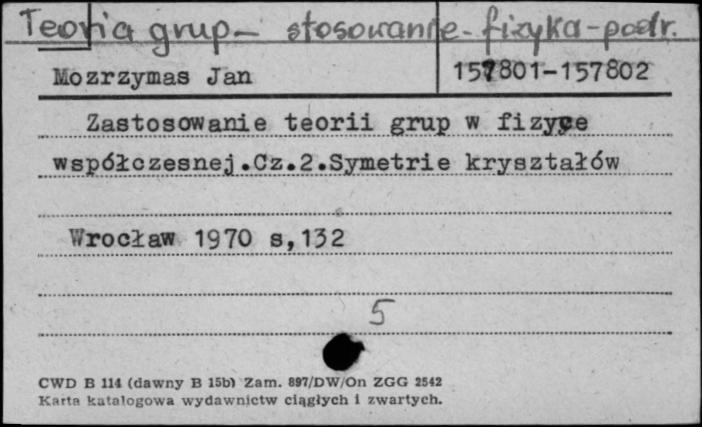 Teoria grup - stosowanie - fizyka - podr.
Mozrzymas Jan 157801-157802
Zastosowanie teorii grup w fizyce
współczesnej.Cz.2.Symetrie kryształów
Wrocław 1970 s,132
5
CWD B 114 (dawny B 15b) Zam. 897/DW/On ZGG 2542
Karta katalogowa wydawnictw ciągłych i zwartych.